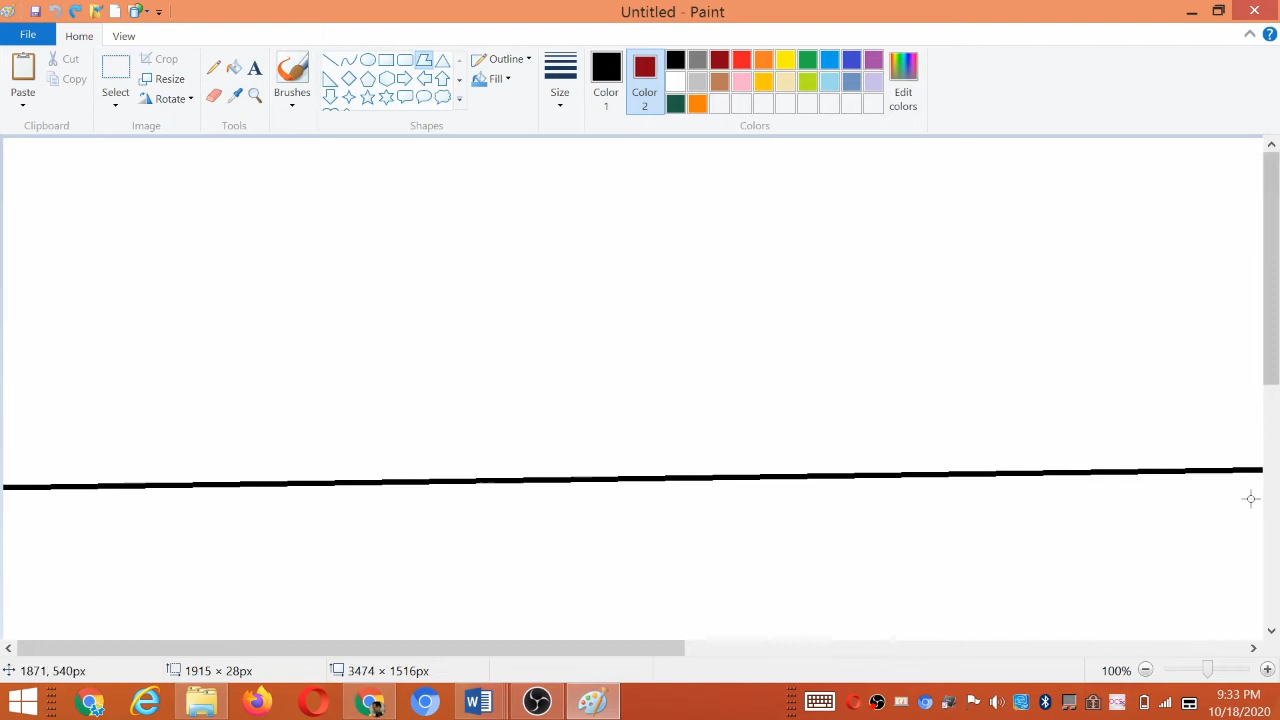 Untitled - Paint
File
Home
View
Paste
Cut
Copy
Clipboard
Select
Crop
Resize
Rotate
Image
A
Tools
Brushes
Outline
Fill
Shapes
Size
Color
1
Color
2
Edit
colors
Colors
1871, 540px
1915 × 28px
3474 × 1516px
100%
9:33 PM
10/18/2020